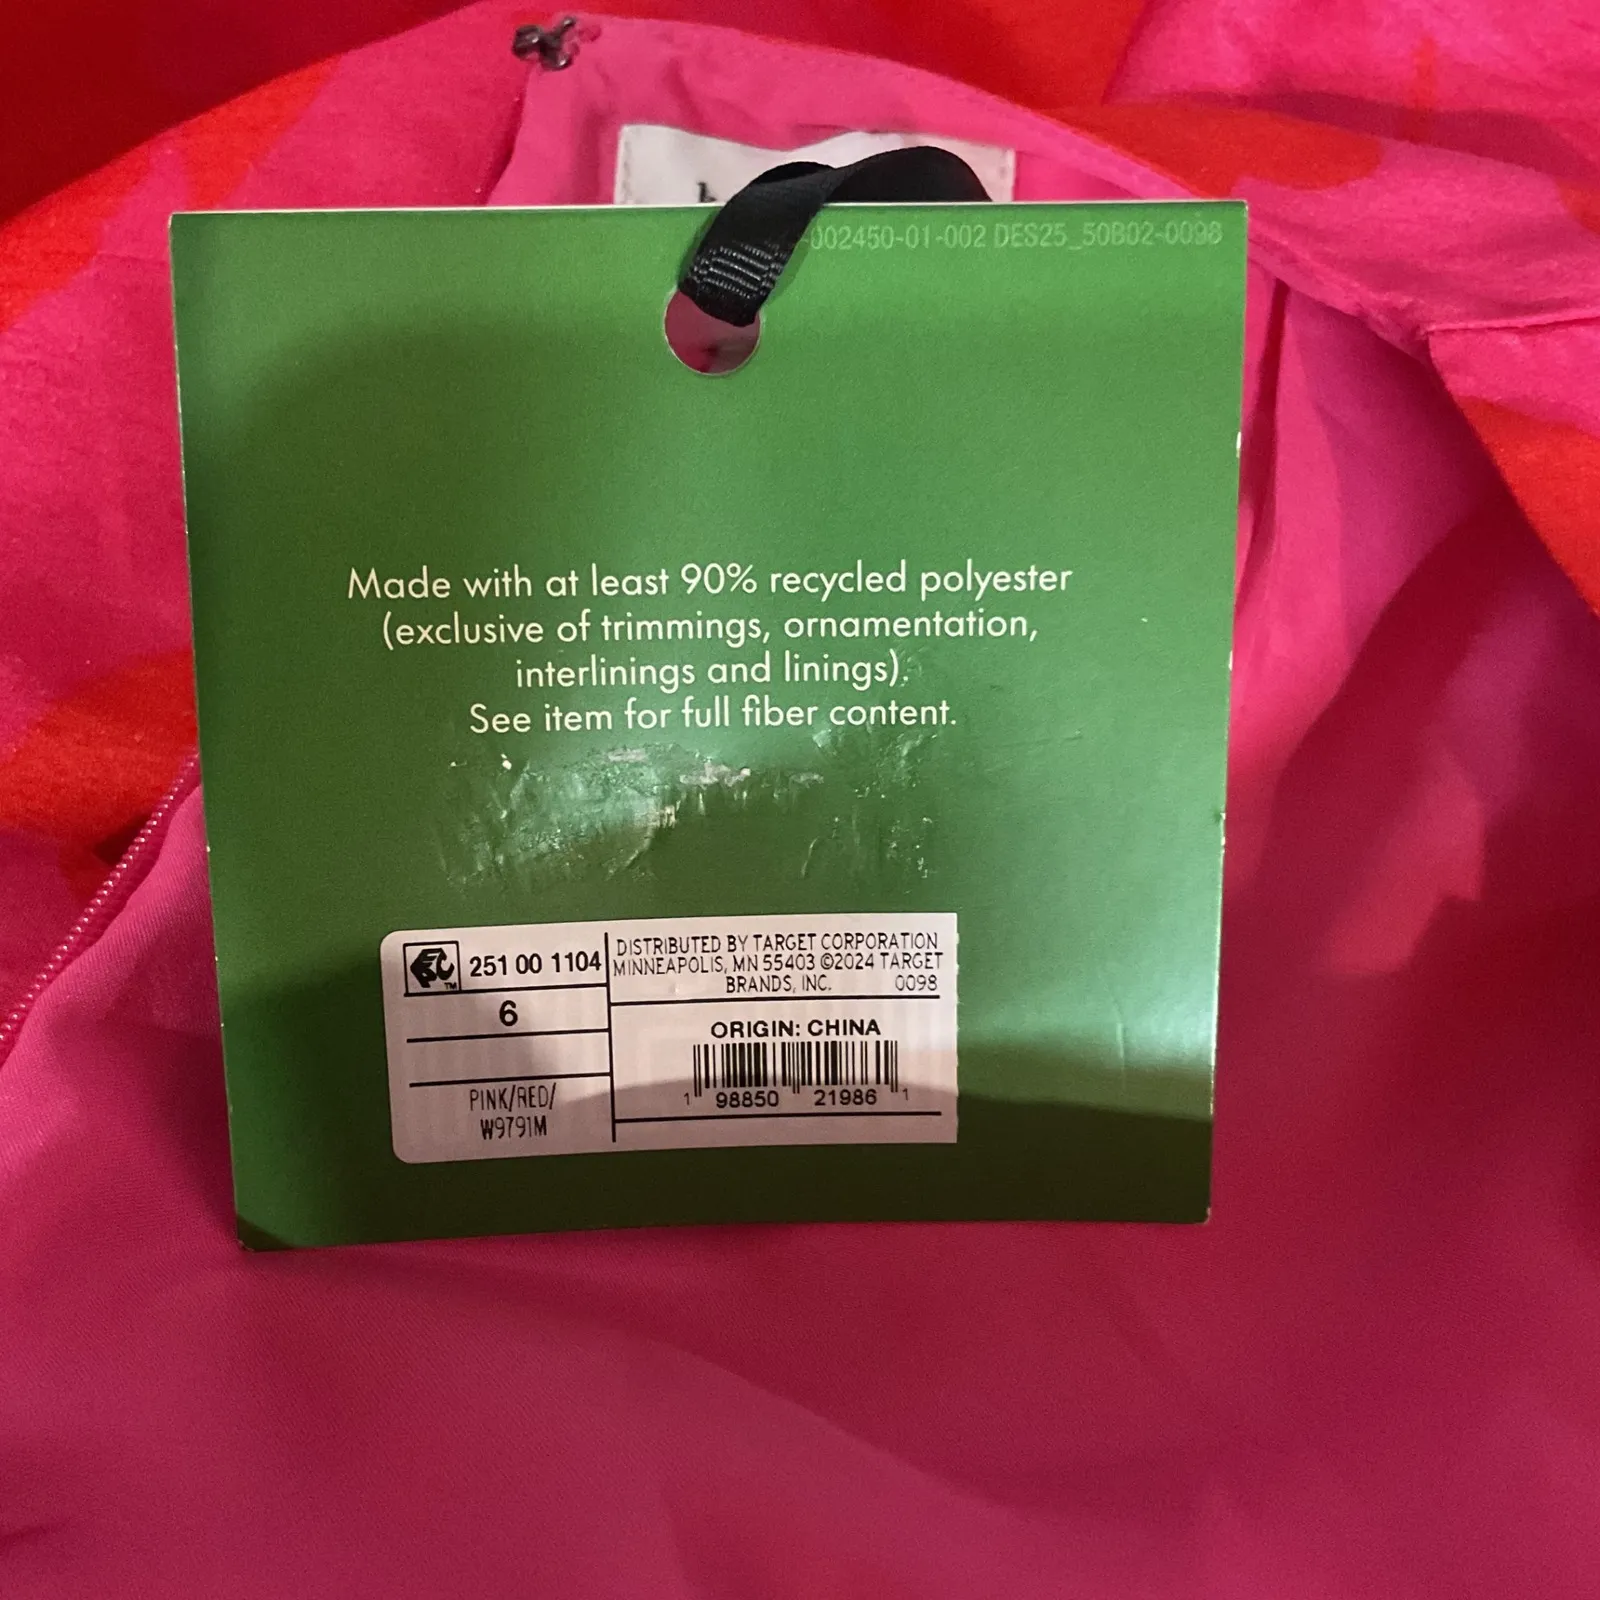 -002450-01-002 DES25_50B02-0098
Made with at least 90% recycled polyester
(exclusive of trimmings, ornamentation,
interlinings and linings).
See item for full fiber content.
251 00 1104
6
PINK/RED/
W9791M
DISTRIBUTED BY TARGET CORPORATION
MINNEAPOLIS, MN 55403 ©2024 TARGET
BRANDS, INC. 0098
ORIGIN: CHINA
1 98850 21986 1